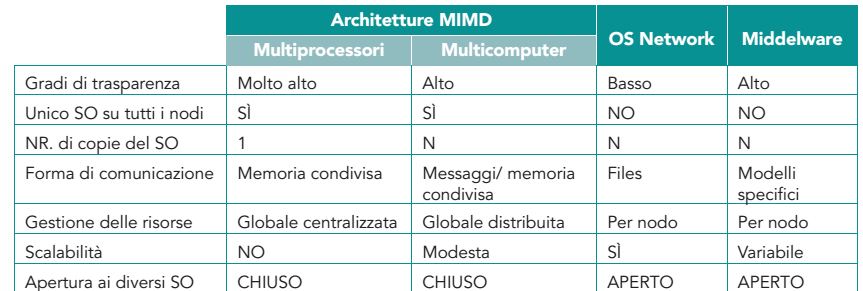 Architetture MIMD
OS Network
Middelware
Multiprocessori
Multicomputer
Gradi di trasparenza Molto alto Alto Basso Alto
Unico SO su tutti i nodi SÌ SÌ NO NO
NR. di copie del SO 1 N N N
Forma di comunicazione Memoria condivisa Messaggi/ memoria Files Modelli
condivisa specifici
Gestione delle risorse Globale centralizzata Globale distribuita Per nodo Per nodo
Scalabilità NO Modesta SÌ Variabile
Apertura ai diversi SO CHIUSO CHIUSO APERTO APERTO